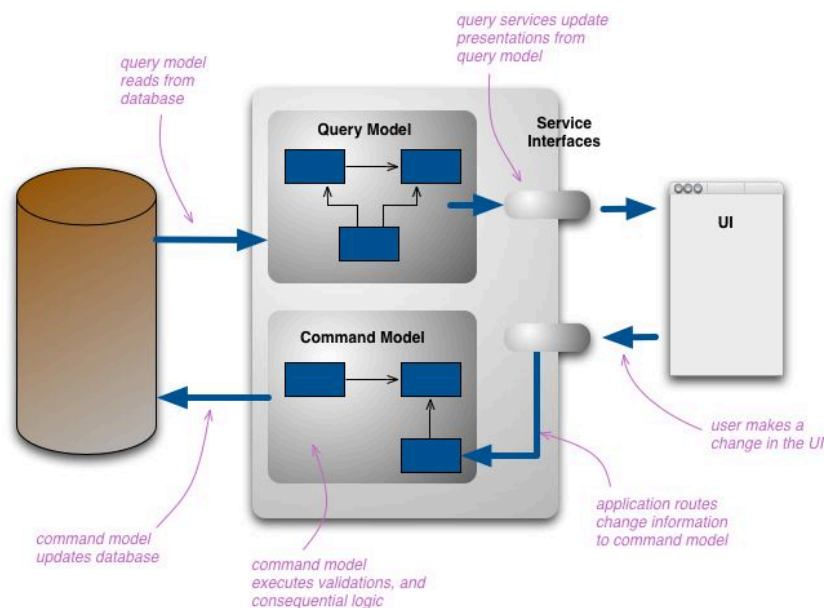 query services update
presentations from
query model
query model
reads from
database
Query Model
Service
Interfaces
UI
Command Model
user makes a
change in the UI
application routes
change information
to command model
command model
updates database
command model
executes validations, and
consequential logic